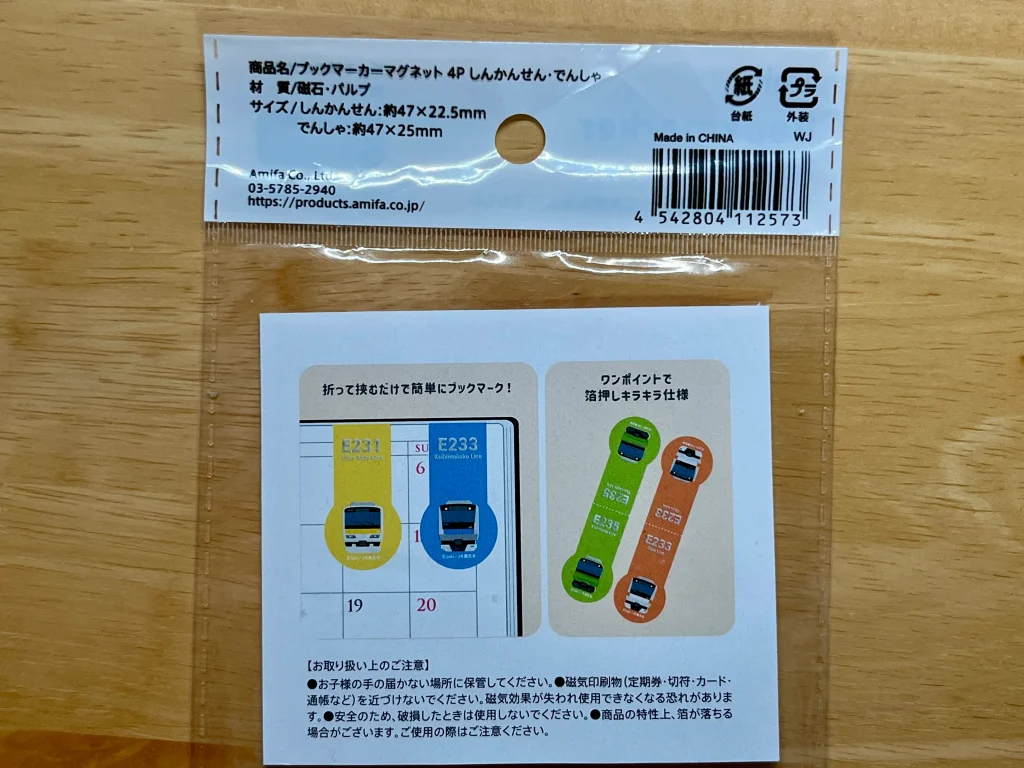 商品名/ブックマーカーマグネット 4P しんかんせん・でんしゃ
材　質/磁石・パルプ
サイズ/しんかんせん:約47×22.5mm
でんしゃ:約47×25mm
Amifa Co., Ltd.
03-5785-2940
https://products.amifa.co.jp/
紙
台紙
プラ
外装
Made in CHINA
WJ
4 542804 112573
折って挟むだけで簡単にブックマーク!
E231
SU
E233
6
1
19
20
ワンポイントで
箔押しキラキラ仕様
E235
E235
E233
E233
【お取り扱い上のご注意】
●お子様の手の届かない場所に保管してください。●磁気印刷物(定期券・切符・カード・
通帳など)を近づけないでください。磁気効果が失われ使用できなくなる恐れがありま
す。●安全のため、破損したときは使用しないでください。●商品の特性上、箔が落ちる
場合がございます。ご使用の際はご注意ください。